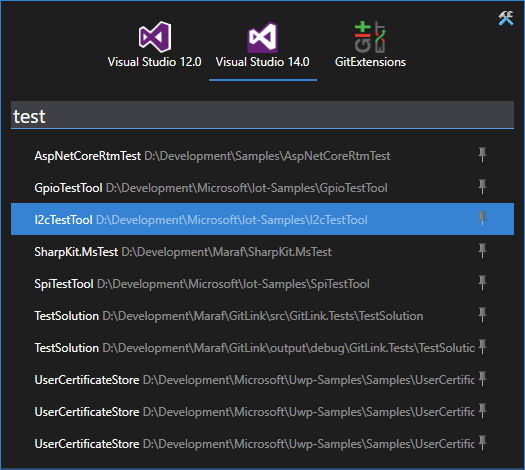 Visual Studio 12.0 Visual Studio 14.0 GitExtensions
test
AspNetCoreRtmTest D:\Development\Samples\AspNetCoreRtmTest
GpioTestTool D:\Development\Microsoft\Iot-Samples\GpioTestTool
I2cTestTool D:\Development\Microsoft\Iot-Samples\I2cTestTool
SharpKit.MsTest D:\Development\Maraf\SharpKit.MsTest
SpiTestTool D:\Development\Microsoft\Iot-Samples\SpiTestTool
TestSolution D:\Development\Maraf\GitLink\src\GitLink.Tests\TestSolution
TestSolution D:\Development\Maraf\GitLink\output\debug\GitLink.Tests\TestSolutio
UserCertificateStore D:\Development\Microsoft\Uwp-Samples\Samples\UserCertific
UserCertificateStore D:\Development\Microsoft\Uwp-Samples\Samples\UserCertific
UserCertificateStore D:\Development\Microsoft\Uwp-Samples\Samples\UserCertific